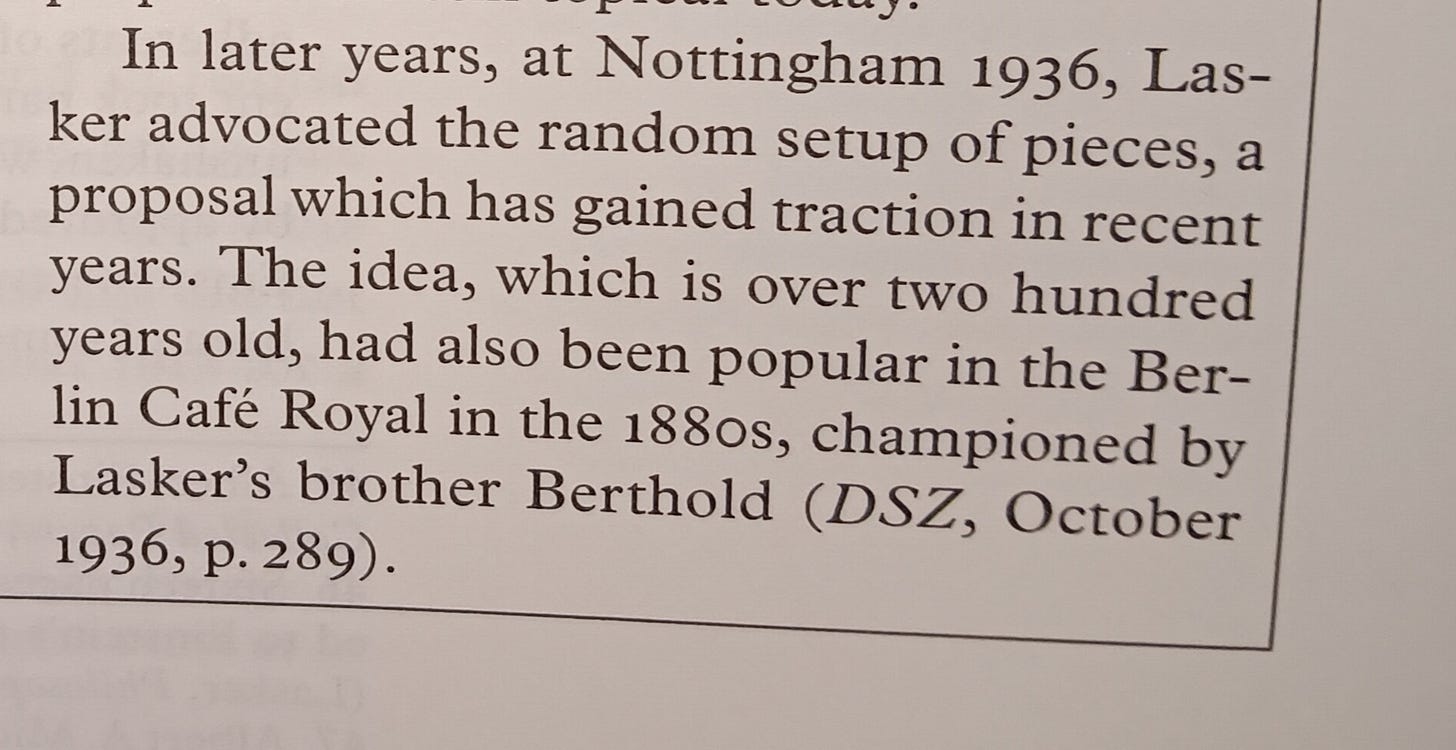 topical today.
In later years, at Nottingham 1936, Las-
ker advocated the random setup of pieces, a
proposal which has gained traction in recent
years. The idea, which is over two hundred
years old, had also been popular in the Ber-
lin Café Royal in the 1880s, championed by
Lasker’s brother Berthold (DSZ, October
1936, p. 289).